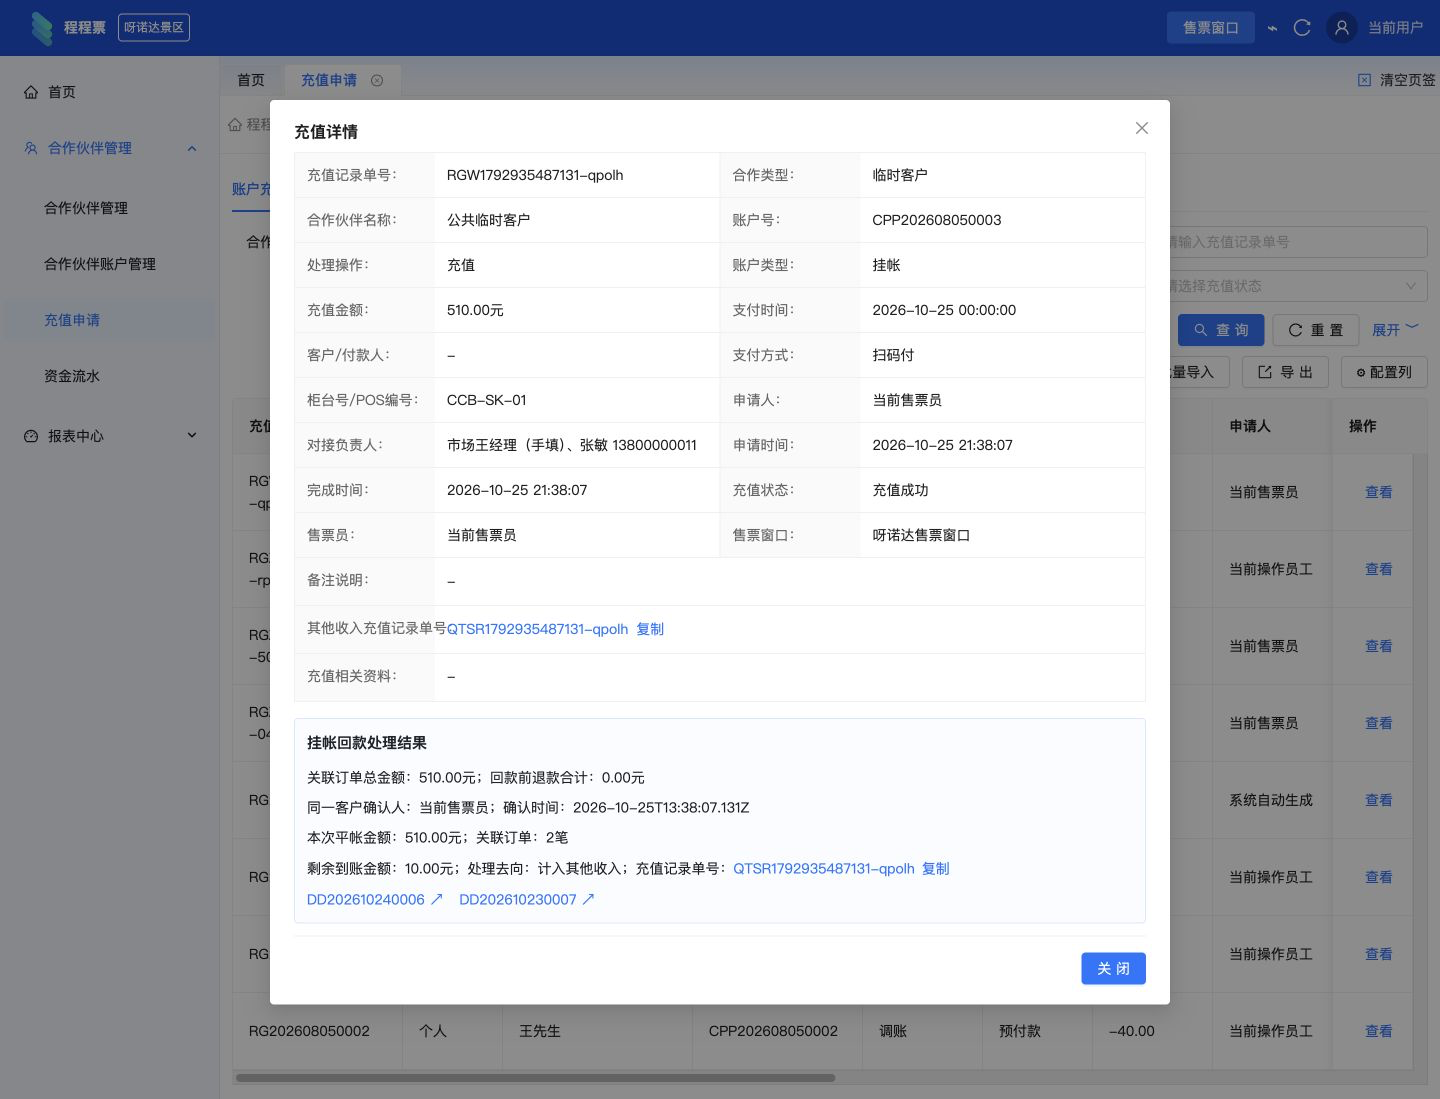 程程票 呀诺达景区 售票窗口 当前用户
首页 首页 充值申请 清空页签
合作伙伴管理
合作伙伴管理
合作伙伴账户管理
充值申请
资金流水
报表中心
充值详情
充值记录单号： RGW1792935487131-qpolh 合作类型： 临时客户
合作伙伴名称： 公共临时客户 账户号： CPP202608050003
处理操作： 充值 账户类型： 挂帐
充值金额： 510.00元 支付时间： 2026-10-25 00:00:00
客户/付款人： – 支付方式： 扫码付
柜台号/POS编号： CCB-SK-01 申请人： 当前售票员
对接负责人： 市场王经理（手填）、张敏 13800000011 申请时间： 2026-10-25 21:38:07
完成时间： 2026-10-25 21:38:07 充值状态： 充值成功
售票员： 当前售票员 售票窗口： 呀诺达售票窗口
备注说明： –
其他收入充值记录单号 QTSR1792935487131-qpolh 复制
充值相关资料： –
挂帐回款处理结果
关联订单总金额：510.00元；回款前退款合计：0.00元
同一客户确认人：当前售票员；确认时间：2026-10-25T13:38:07.131Z
本次平帐金额：510.00元；关联订单：2笔
剩余到账金额：10.00元；处理去向：计入其他收入；充值记录单号：QTSR1792935487131-qpolh 复制
DD202610240006 ↗ DD202610230007 ↗
关 闭
输入充值记录单号
选择充值状态
查 询 重 置 展开
量导入 导 出 配置列
申请人 操作
当前售票员 查看
当前操作员工 查看
当前售票员 查看
当前售票员 查看
系统自动生成 查看
当前操作员工 查看
当前操作员工 查看
RG202608050002 个人 王先生 CPP202608050002 调账 预付款 -40.00 当前操作员工 查看